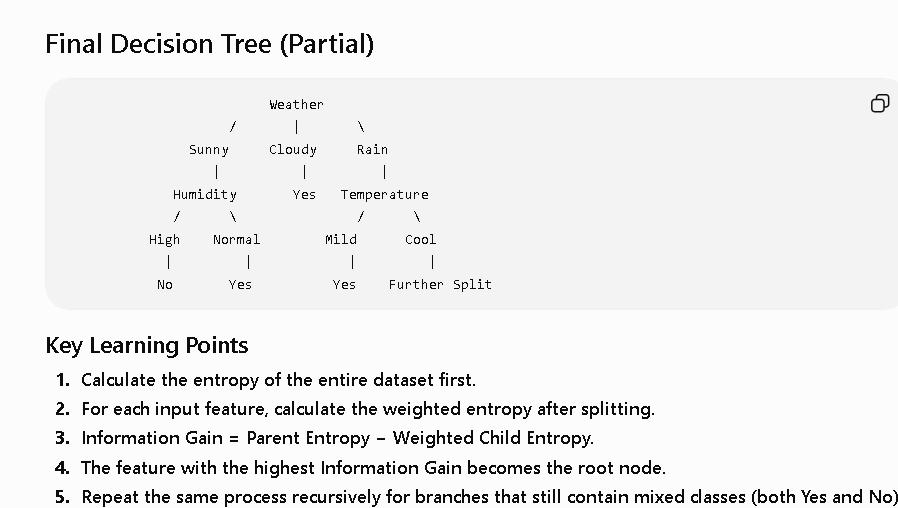 Final Decision Tree (Partial)
Weather
/ | \
Sunny Cloudy Rain
| | |
Humidity Yes Temperature
/ \ / \
High Normal Mild Cool
| | | |
No Yes Yes Further Split
Key Learning Points
1. Calculate the entropy of the entire dataset first.
2. For each input feature, calculate the weighted entropy after splitting.
3. Information Gain = Parent Entropy − Weighted Child Entropy.
4. The feature with the highest Information Gain becomes the root node.
5. Repeat the same process recursively for branches that still contain mixed classes (both Yes and No)